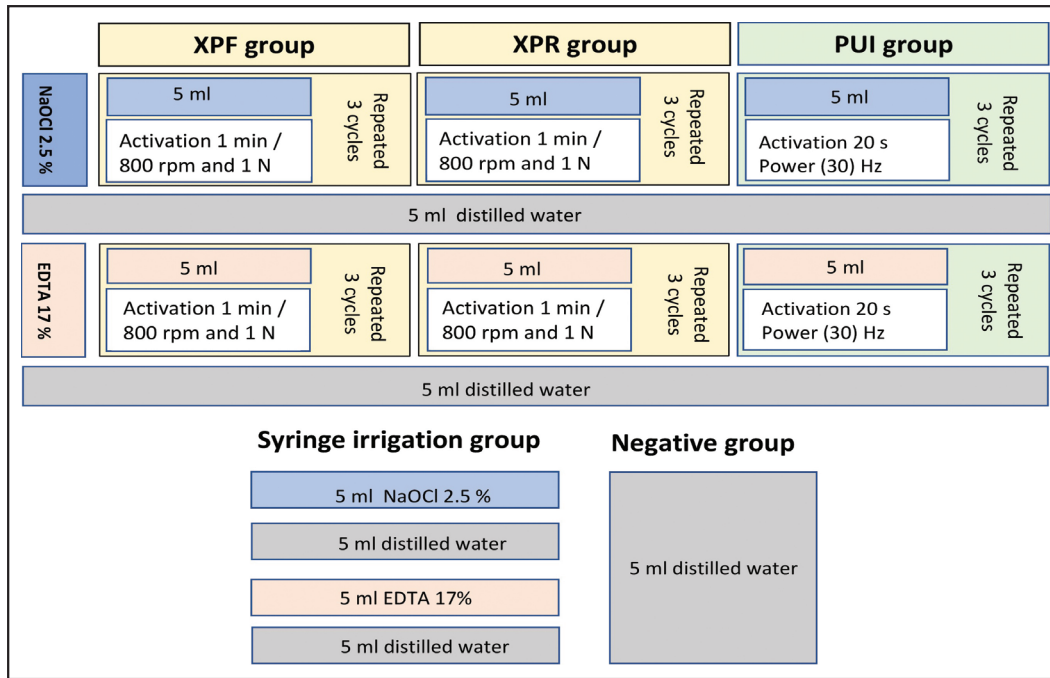 XPF group
XPR group
PUI group
NaOCl 2.5 %
5 ml
Activation 1 min /
800 rpm and 1 N
Repeated
3 cycles
5 ml
Activation 1 min /
800 rpm and 1 N
Repeated
3 cycles
5 ml
Activation 20 s
Power (30) Hz
Repeated
3 cycles
5 ml distilled water
EDTA 17 %
5 ml
Activation 1 min /
800 rpm and 1 N
Repeated
3 cycles
5 ml
Activation 1 min /
800 rpm and 1 N
Repeated
3 cycles
5 ml
Activation 20 s
Power (30) Hz
Repeated
3 cycles
5 ml distilled water
Syringe irrigation group
5 ml NaOCl 2.5 %
5 ml distilled water
5 ml EDTA 17%
5 ml distilled water
Negative group
5 ml distilled water